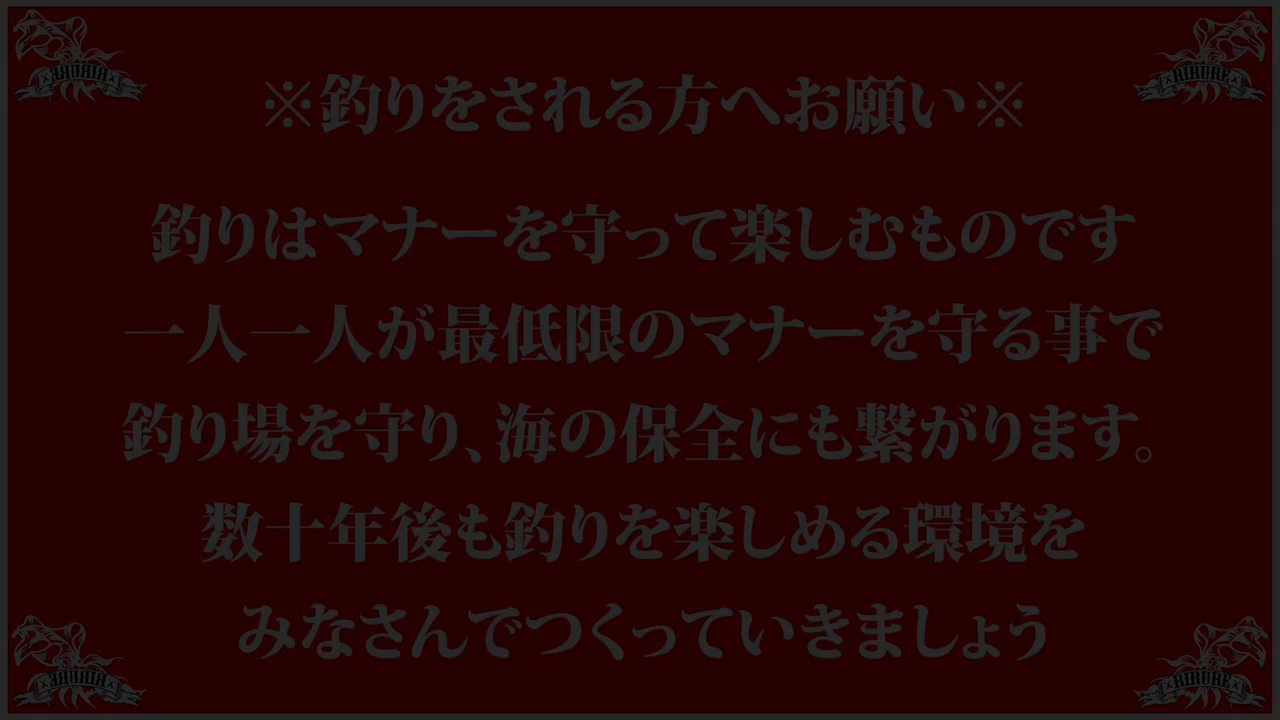 ※釣りをされる方へお願い※
釣りはマナーを守って楽しむものです
一人一人が最低限のマナーを守る事で
釣り場を守り、海の保全にも繋がります。
数十年後も釣りを楽しめる環境を
みなさんでつくっていきましょう